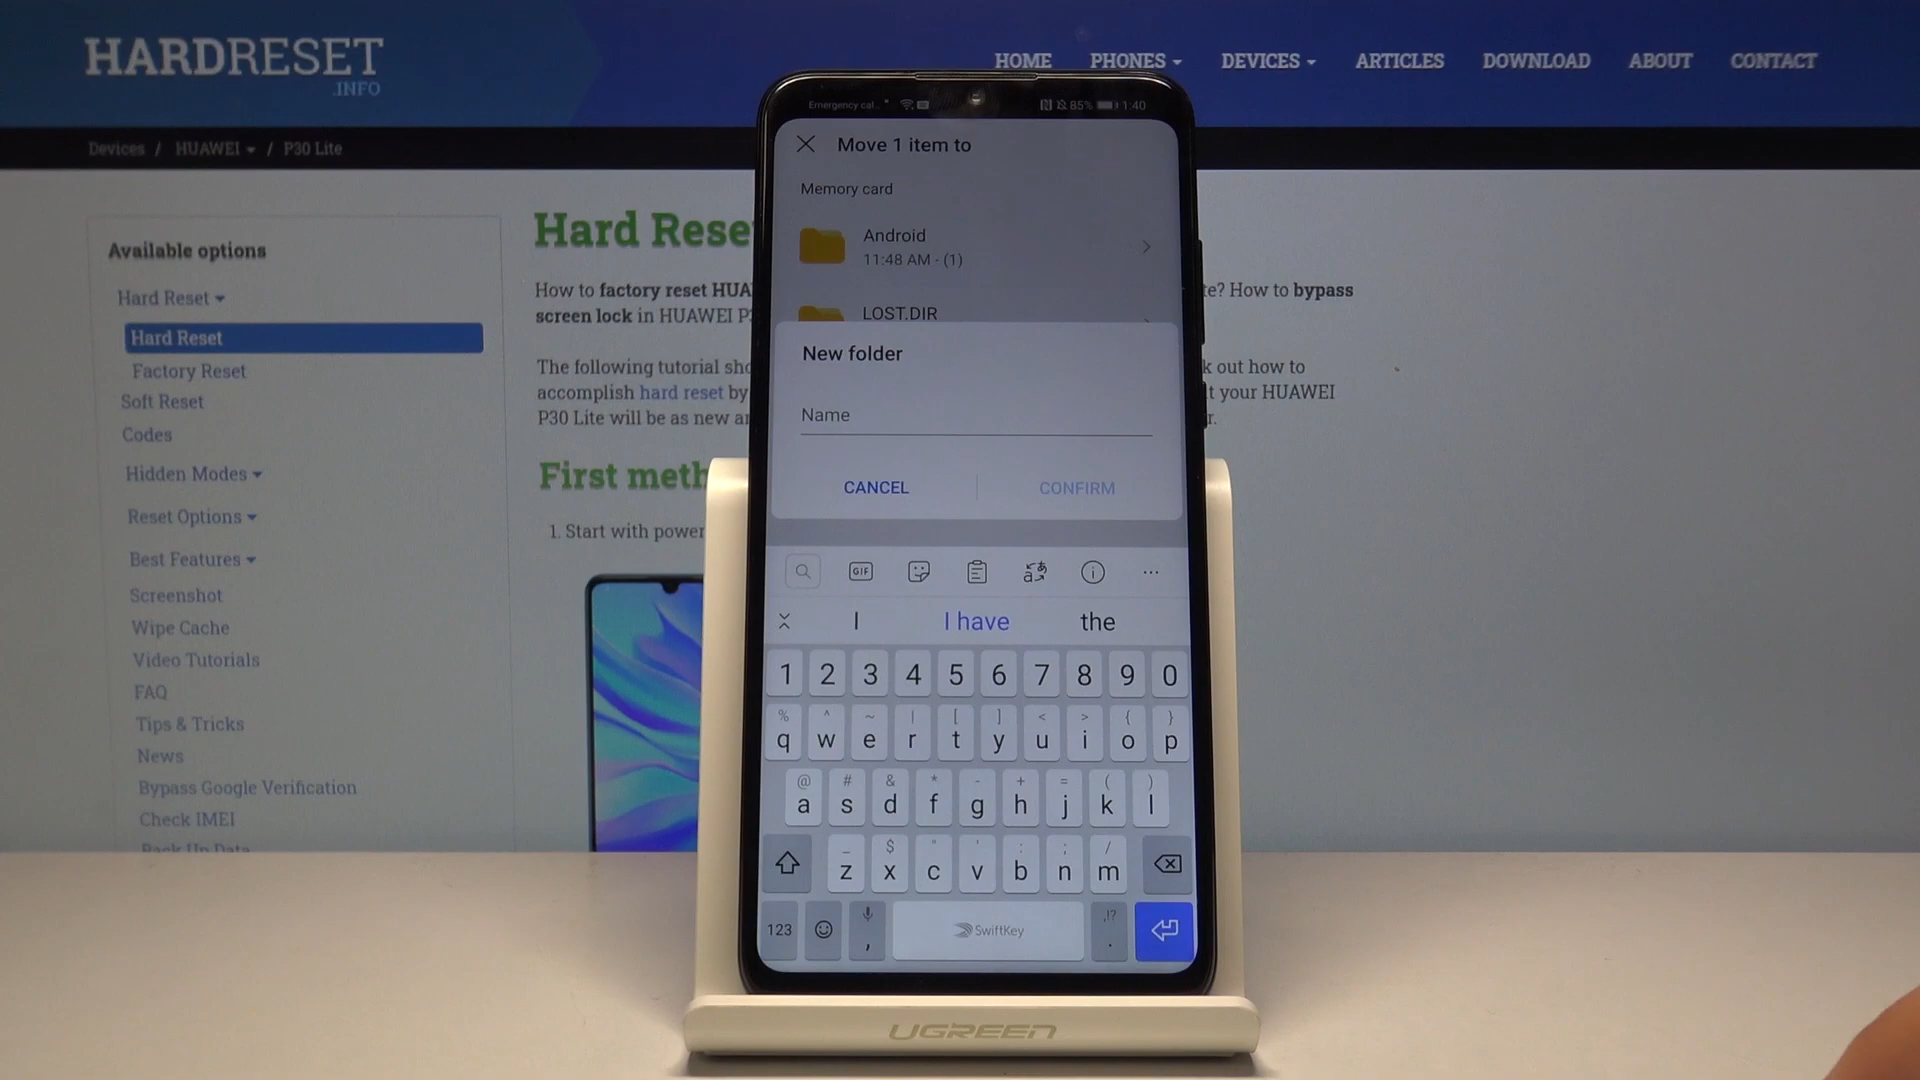 HARDRESET
.INFO
HOME PHONES DEVICES ARTICLES DOWNLOAD ABOUT CONTACT
Devices / HUAWEI / P30 Lite
Available options
Hard Reset
Hard Reset
Factory Reset
Soft Reset
Codes
Hidden Modes
Reset Options
Best Features
Screenshot
Wipe Cache
Video Tutorials
FAQ
Tips & Tricks
News
Bypass Google Verification
Check IMEI
Back Up Data
Hard Rese
How to factory reset HUA te? How to bypass
screen lock in HUAWEI P
The following tutorial sho k out how to
accomplish hard reset by t your HUAWEI
P30 Lite will be as new an r.
First meth
1. Start with power
Emergency cal... 85% 1:40
Move 1 item to
Memory card
Android
11:48 AM - (1)
LOST.DIR
New folder
Name
CANCEL CONFIRM
GIF
I I have the
1 2 3 4 5 6 7 8 9 0
% ^ ~ | [ ] < > { }
q w e r t y u i o p
@ # & * - + = ( )
a s d f g h j k l
_ $ " ' : ; /
z x c v b n m
123 , SwiftKey ,!? .
UGREEN